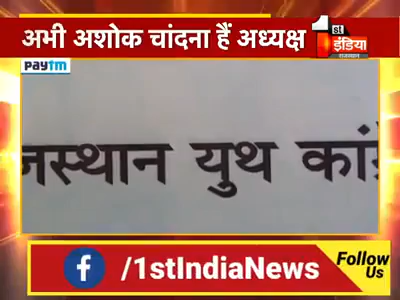 अभी अशोक चांदना हैं अध्यक्ष
1st
इंडिया
राजस्थान
paytm
जस्थान युथ कां
/1stIndiaNews
Follow
Us